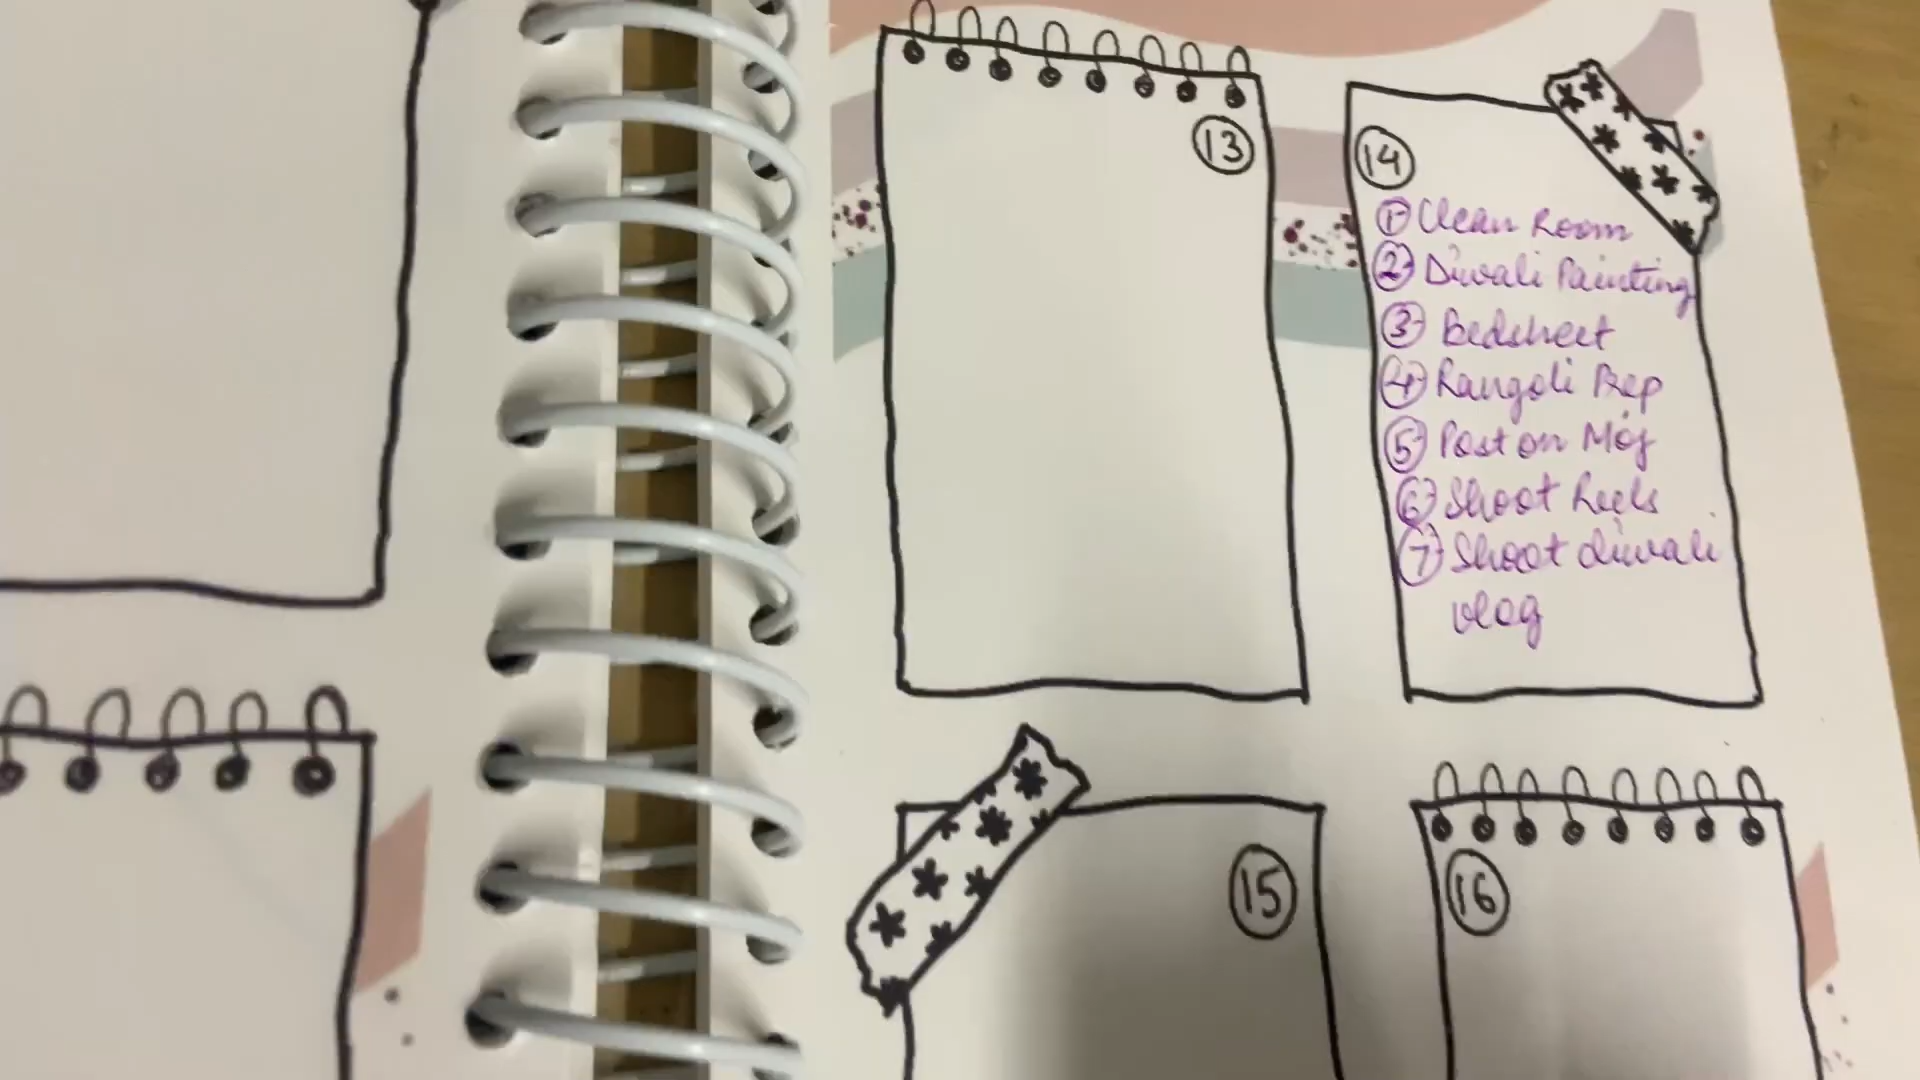 13
14
1 Clean Room
2 Diwali Painting
3 Bedsheet
4 Rangoli Prep
5 Post on Moj
6 Shoot Reels
7 Shoot diwali
vlog
15
16